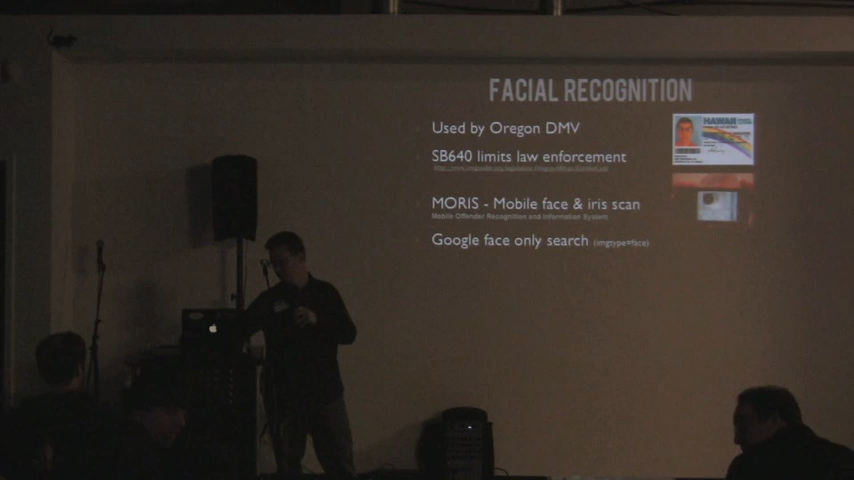 FACIAL RECOGNITION
Used by Oregon DMV
SB640 limits law enforcement
MORIS - Mobile face & iris scan
Mobile Offender Recognition and Information System
Google face only search (imgtype=face)
HAWAII